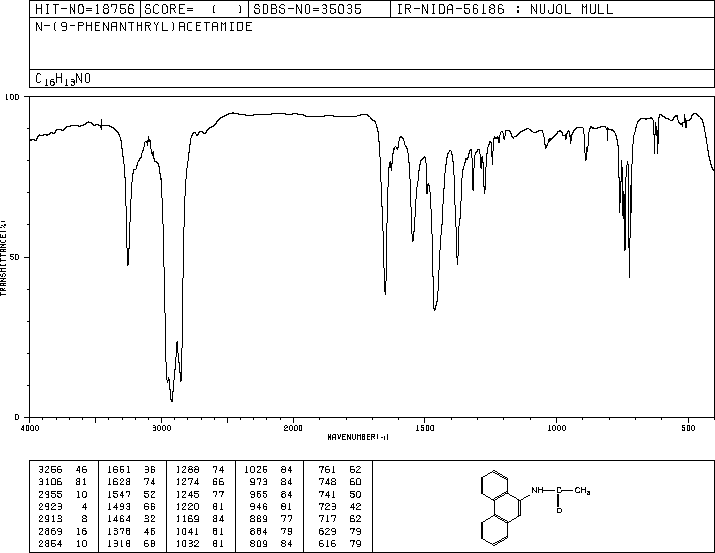 HIT-NO=18756 SCORE= ( ) SDBS-NO=35035 IR-NIDA-56186 : NUJOL MULL
N-(9-PHENANTHRYL)ACETAMIDE
C16H13NO
100
50
0
TRANSMITTANCE(%)
4000 3000 2000 1500 1000 500
WAVENUMBER(-1)
3266 46 1661 36 1288 74 1026 84 761 62
3106 81 1628 74 1274 66 973 84 748 60
2955 10 1547 52 1245 77 965 84 741 50
2923 4 1493 66 1220 81 946 81 723 42
2913 8 1464 32 1169 84 889 77 717 62
2869 16 1378 46 1041 81 884 79 629 79
2854 10 1318 68 1032 81 809 84 616 79
NH C CH3
O